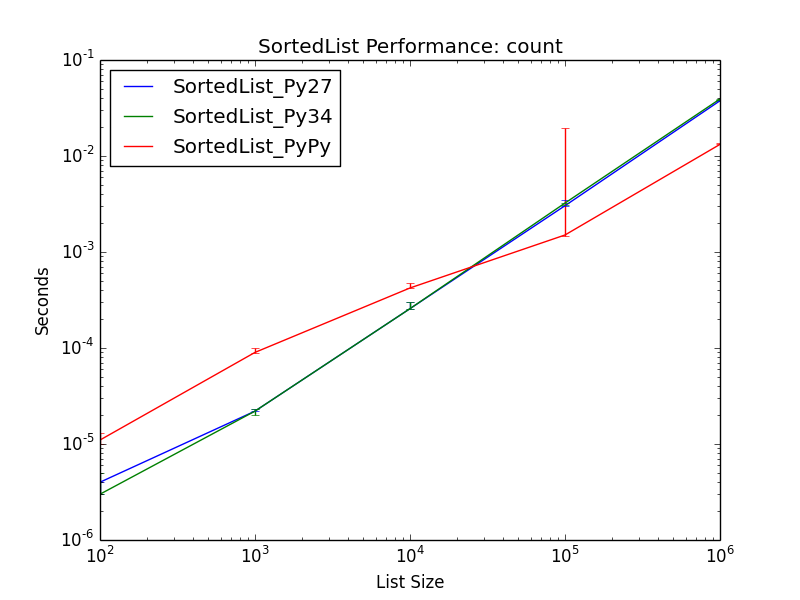 SortedList Performance: count
10^-1
SortedList_Py27
SortedList_Py34
SortedList_PyPy
10^-2
10^-3
Seconds
10^-4
10^-5
10^-6
10^2 10^3 10^4 10^5 10^6
List Size